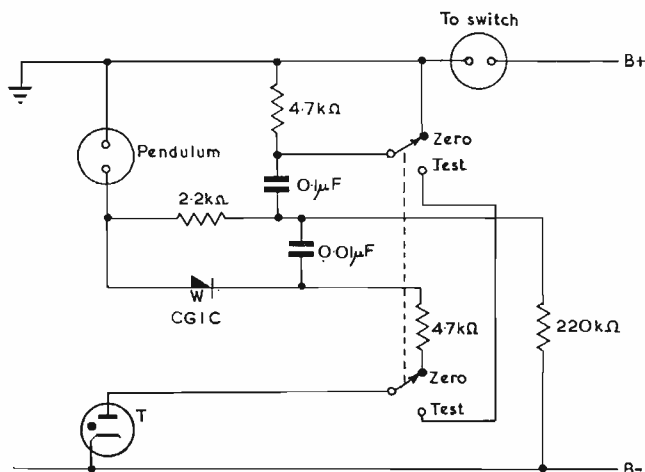 To switch
B+
4·7kΩ
Pendulum
Zero
Test
0·1μF
2·2kΩ
0·01μF
W
CG1C
4·7kΩ
220kΩ
Zero
T
Test
B-